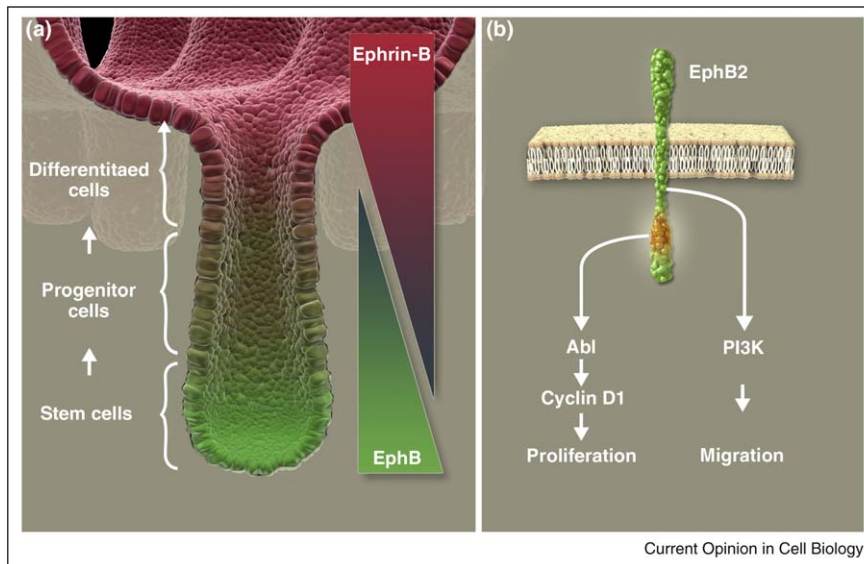 (a)
Ephrin-B
Differentitaed
cells
Progenitor
cells
Stem cells
EphB
(b)
EphB2
Abl
PI3K
Cyclin D1
Proliferation
Migration
Current Opinion in Cell Biology